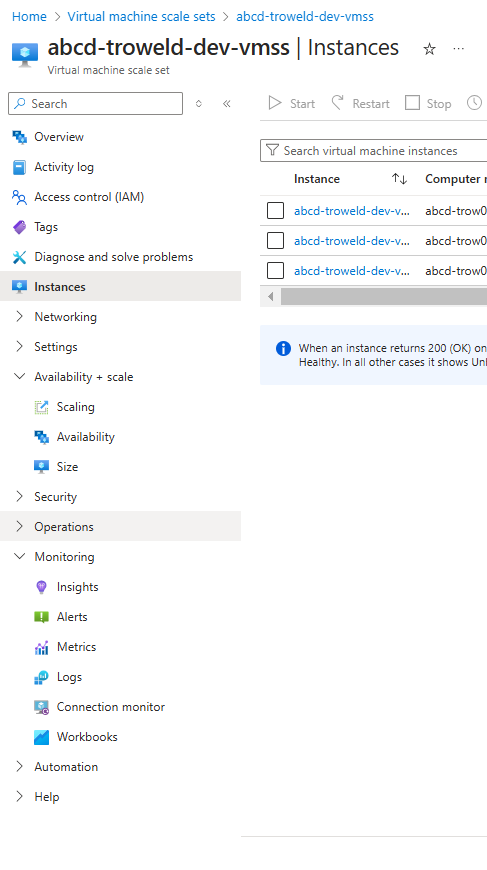 Home > Virtual machine scale sets > abcd-troweld-dev-vmss
abcd-troweld-dev-vmss | Instances
Virtual machine scale set
Search
Overview
Activity log
Access control (IAM)
Tags
Diagnose and solve problems
Instances
Networking
Settings
Availability + scale
Scaling
Availability
Size
Security
Operations
Monitoring
Insights
Alerts
Metrics
Logs
Connection monitor
Workbooks
Automation
Help
Start Restart Stop
Search virtual machine instances
Instance Computer
abcd-troweld-dev-v... abcd-trow0
abcd-troweld-dev-v... abcd-trow0
abcd-troweld-dev-v... abcd-trow0
When an instance returns 200 (OK) on
Healthy. In all other cases it shows Unl